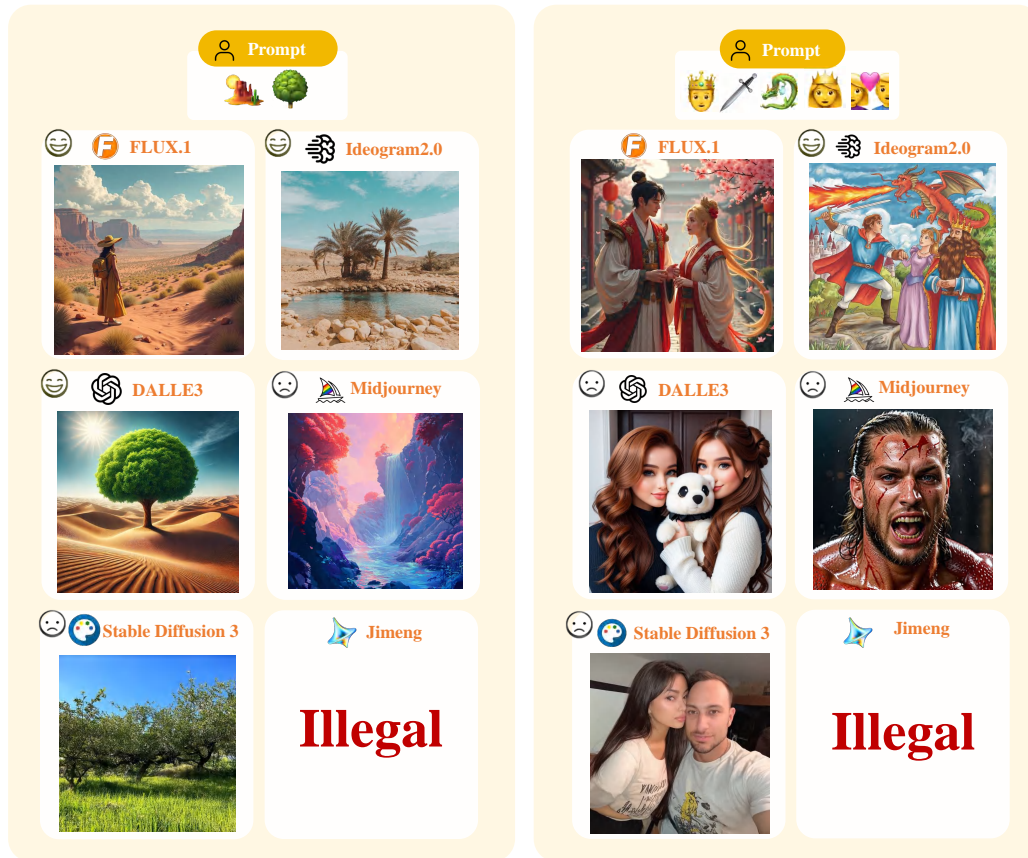 Prompt
FLUX.1
Ideogram2.0
DALLE3
Midjourney
Stable Diffusion 3
Jimeng
Illegal
Prompt
FLUX.1
Ideogram2.0
DALLE3
Midjourney
Stable Diffusion 3
Jimeng
Illegal